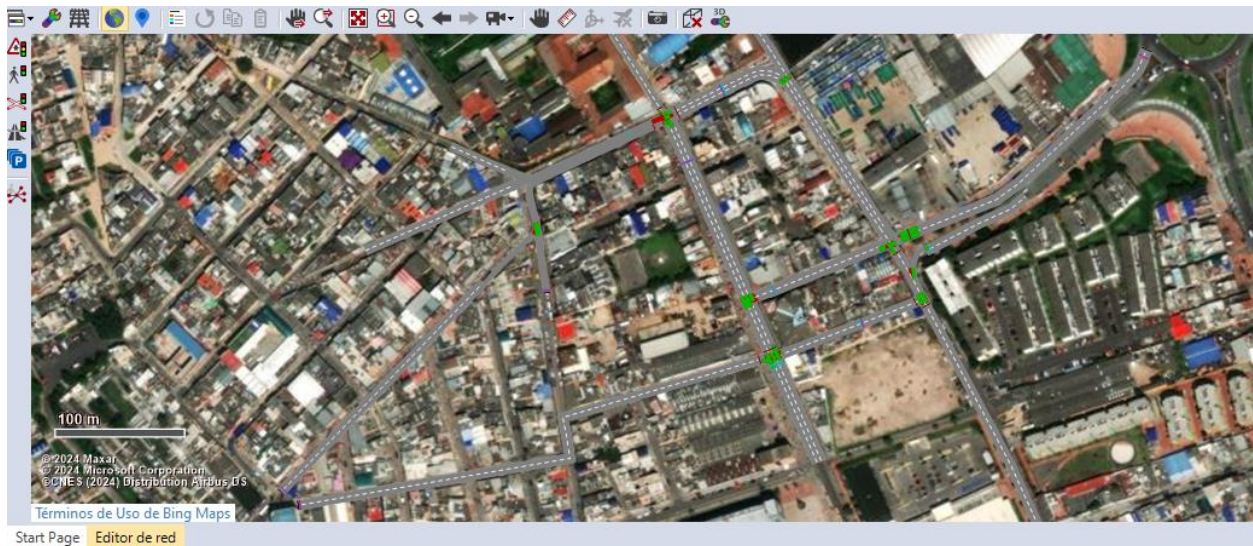 3D
P
100 m
© 2024 Maxar
© 2024 Microsoft Corporation
©CNES (2024) Distribution Airbus DS
Términos de Uso de Bing Maps
Start Page Editor de red